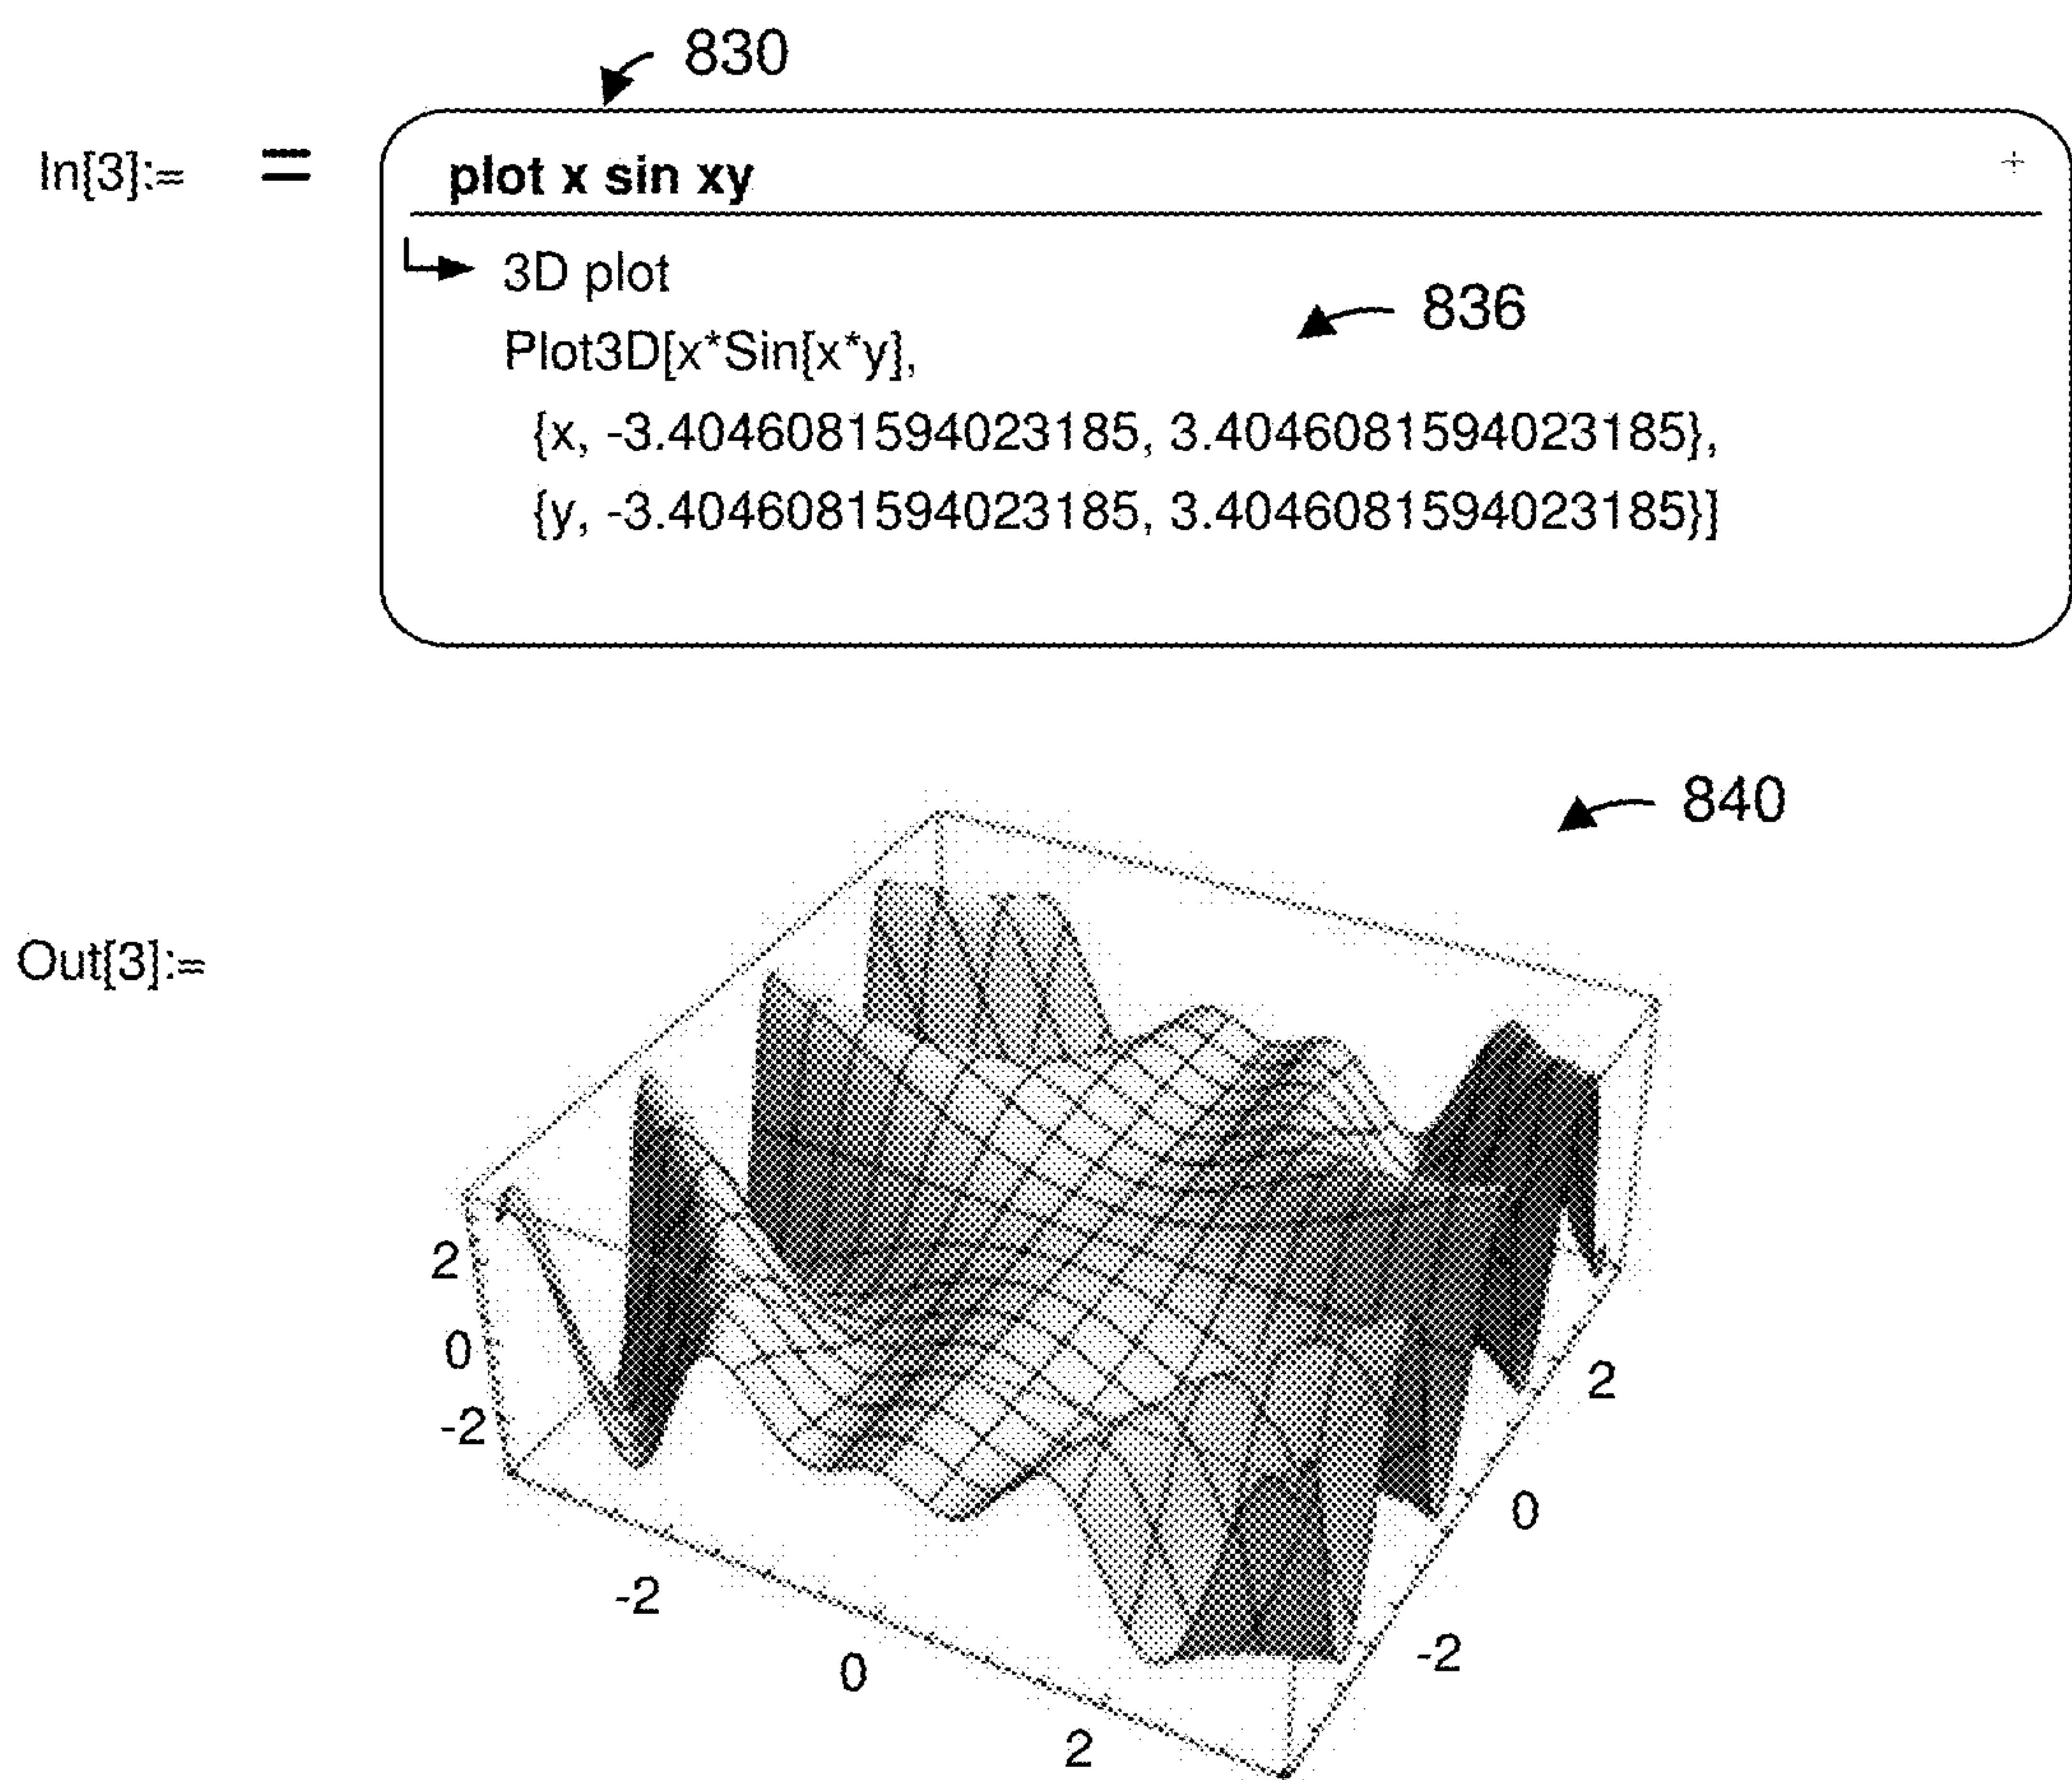 830
In[3]:= =
plot x sin xy +
3D plot
836
Plot3D[x*Sin[x*y],
{x, -3.4046081594023185, 3.4046081594023185},
{y, -3.4046081594023185, 3.4046081594023185}]
840
Out[3]:=
2
0
-2
-2
0
2
-2
0
2